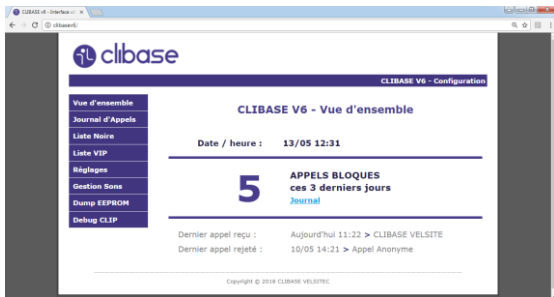 CLIBASE v6 - Interface
clibasev6/
clibase
CLIBASE V6 - Configuration
Vue d'ensemble
Journal d'Appels
Liste Noire
Liste VIP
Réglages
Gestion Sons
Dump EEPROM
Debug CLIP
CLIBASE V6 - Vue d'ensemble
Date / heure : 13/05 12:31
5
APPELS BLOQUES
ces 3 derniers jours
Journal
Dernier appel reçu : Aujourd'hui 11:22 > CLIBASE VELSITE
Dernier appel rejeté : 10/05 14:21 > Appel Anonyme
Copyright © 2018 CLIBASE VELSITEC